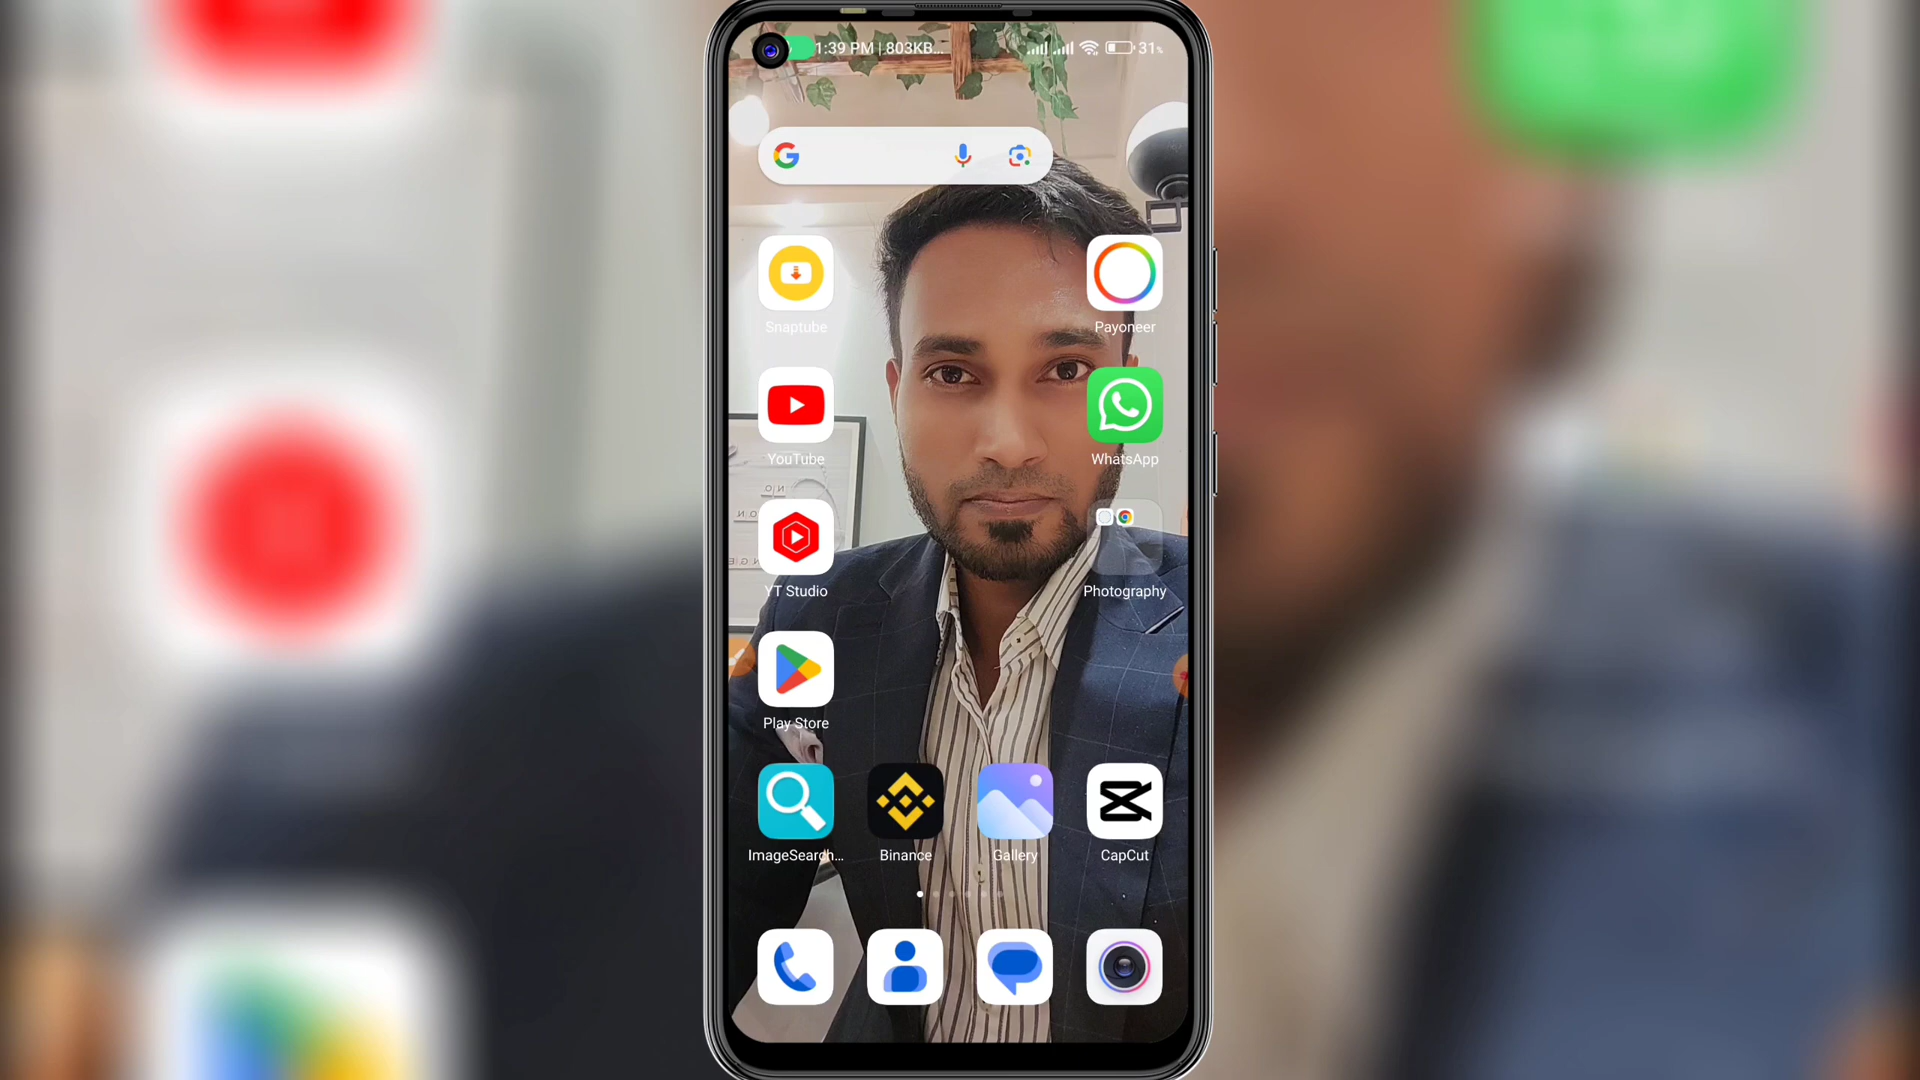 1:39 PM | 803KB...
31%
Snaptube
Payoneer
YouTube
WhatsApp
YT Studio
Photography
Play Store
ImageSearch...
Binance
Gallery
CapCut